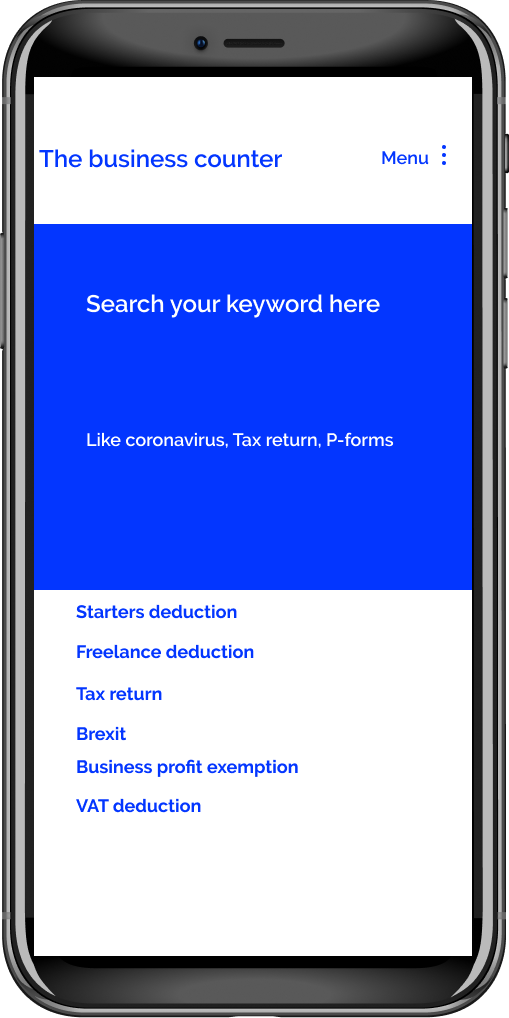 The business counter
Menu
Search your keyword here
Like coronavirus, Tax return, P-forms
Starters deduction
Freelance deduction
Tax return
Brexit
Business profit exemption
VAT deduction